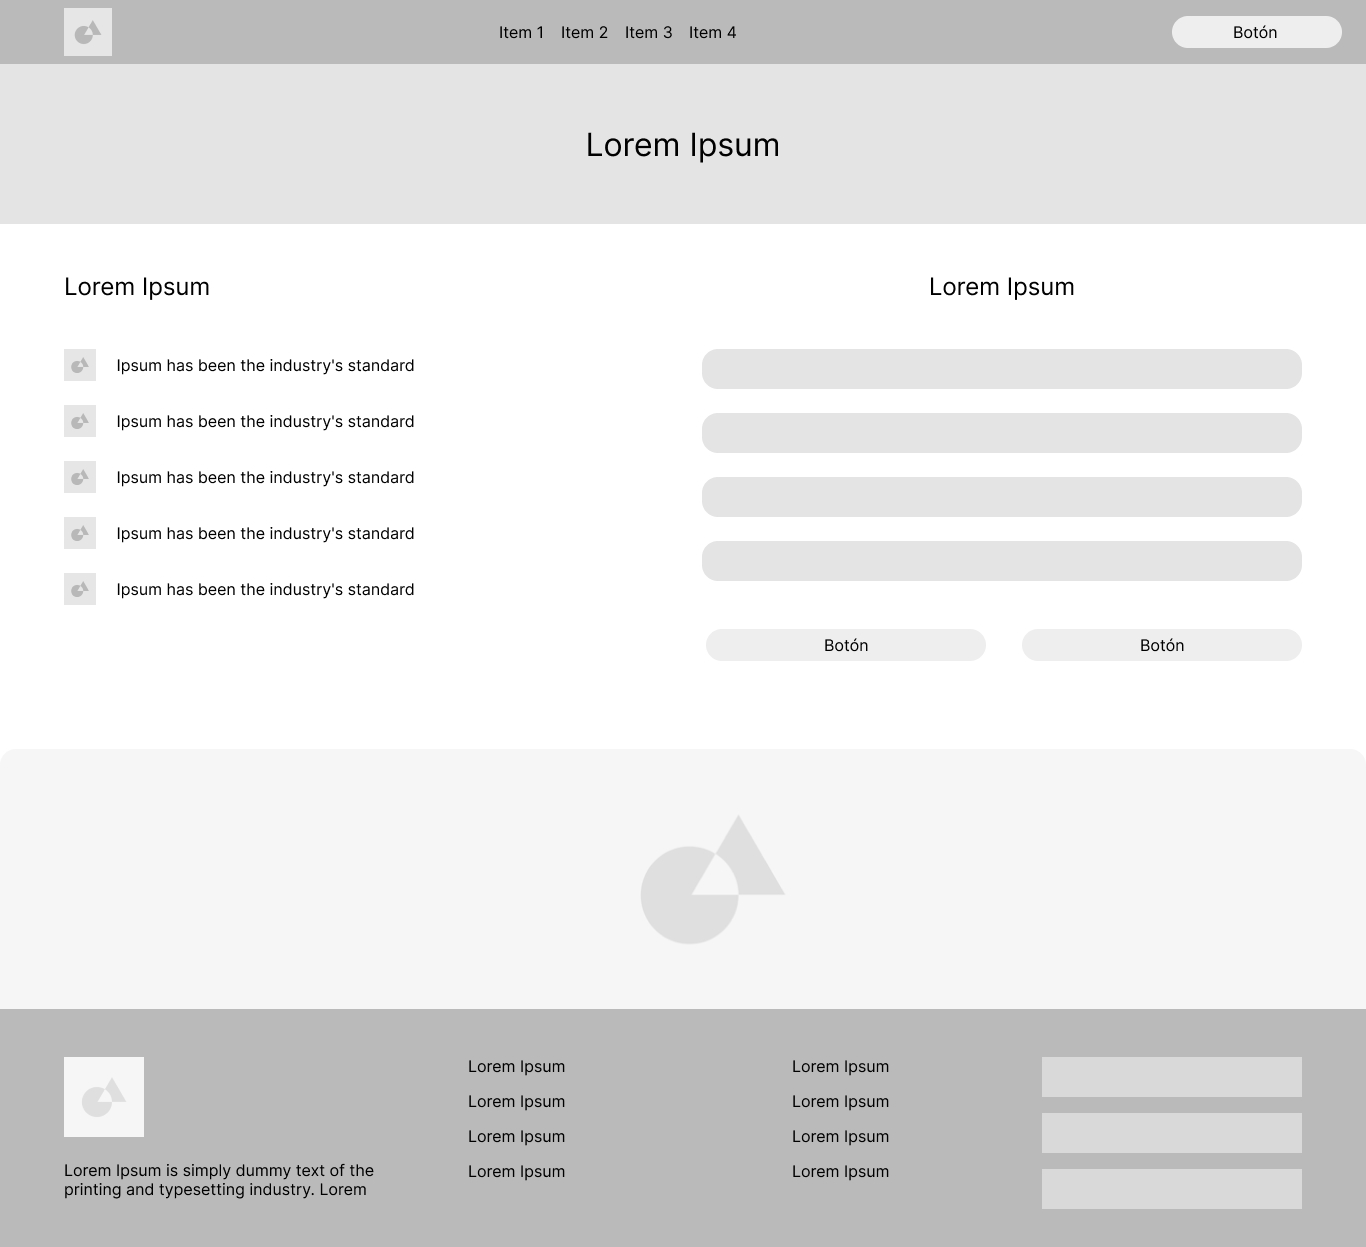 Item 1 Item 2 Item 3 Item 4 Botón
Lorem Ipsum
Lorem Ipsum
Ipsum has been the industry's standard
Ipsum has been the industry's standard
Ipsum has been the industry's standard
Ipsum has been the industry's standard
Ipsum has been the industry's standard
Lorem Ipsum
Botón Botón
Lorem Ipsum is simply dummy text of the
printing and typesetting industry. Lorem
Lorem Ipsum
Lorem Ipsum
Lorem Ipsum
Lorem Ipsum
Lorem Ipsum
Lorem Ipsum
Lorem Ipsum
Lorem Ipsum